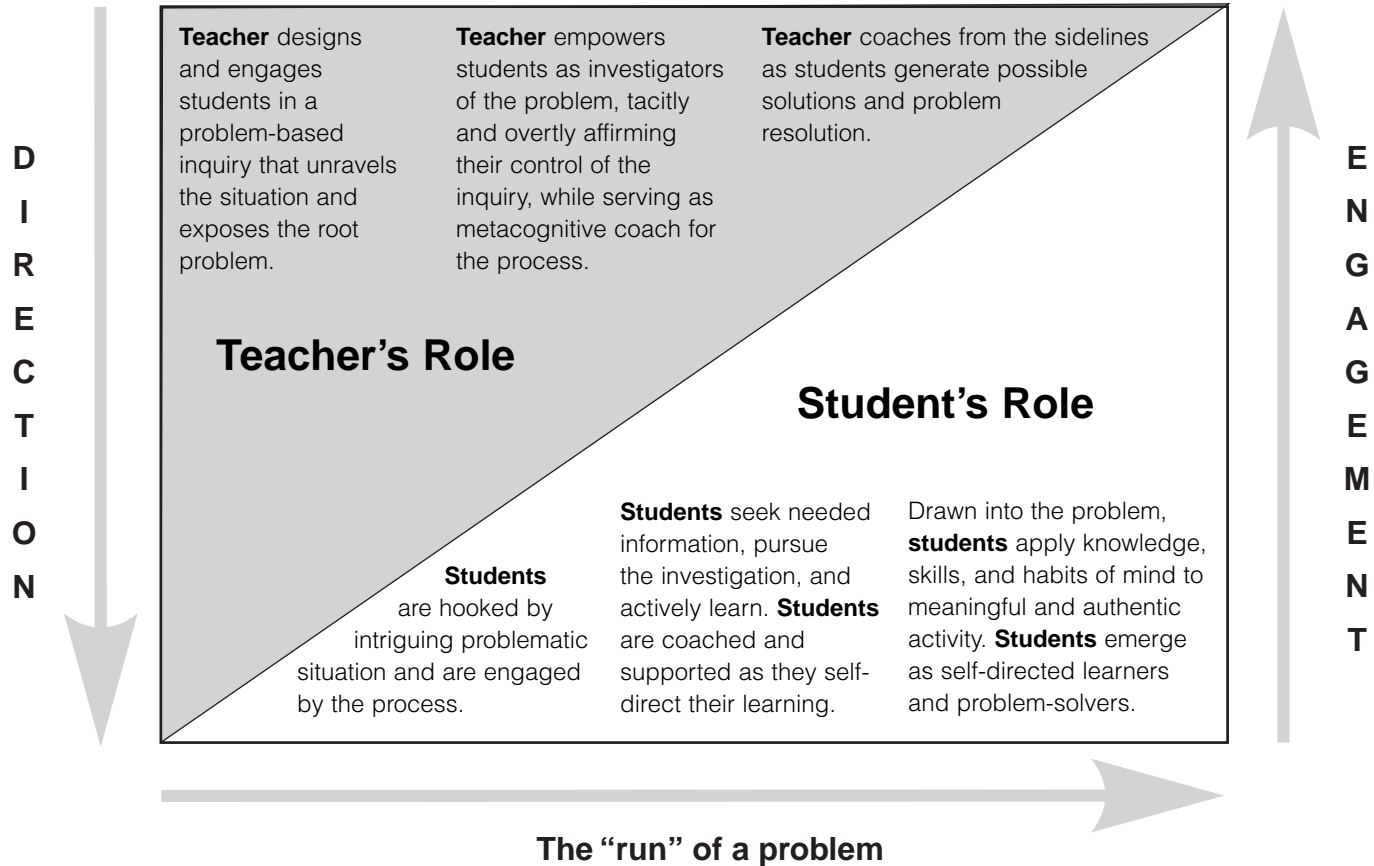 DIRECTION
Teacher designs
and engages
students in a
problem-based
inquiry that unravels
the situation and
exposes the root
problem.
Teacher empowers
students as investigators
of the problem, tacitly
and overtly affirming
their control of the
inquiry, while serving as
metacognitive coach for
the process.
Teacher coaches from the sidelines
as students generate possible
solutions and problem
resolution.
Teacher’s Role
Student’s Role
Students
are hooked by
intriguing problematic
situation and are engaged
by the process.
Students seek needed
information, pursue
the investigation, and
actively learn. Students
are coached and
supported as they self-
direct their learning.
Drawn into the problem,
students apply knowledge,
skills, and habits of mind to
meaningful and authentic
activity. Students emerge
as self-directed learners
and problem-solvers.
ENGAGEMENT
The “run” of a problem